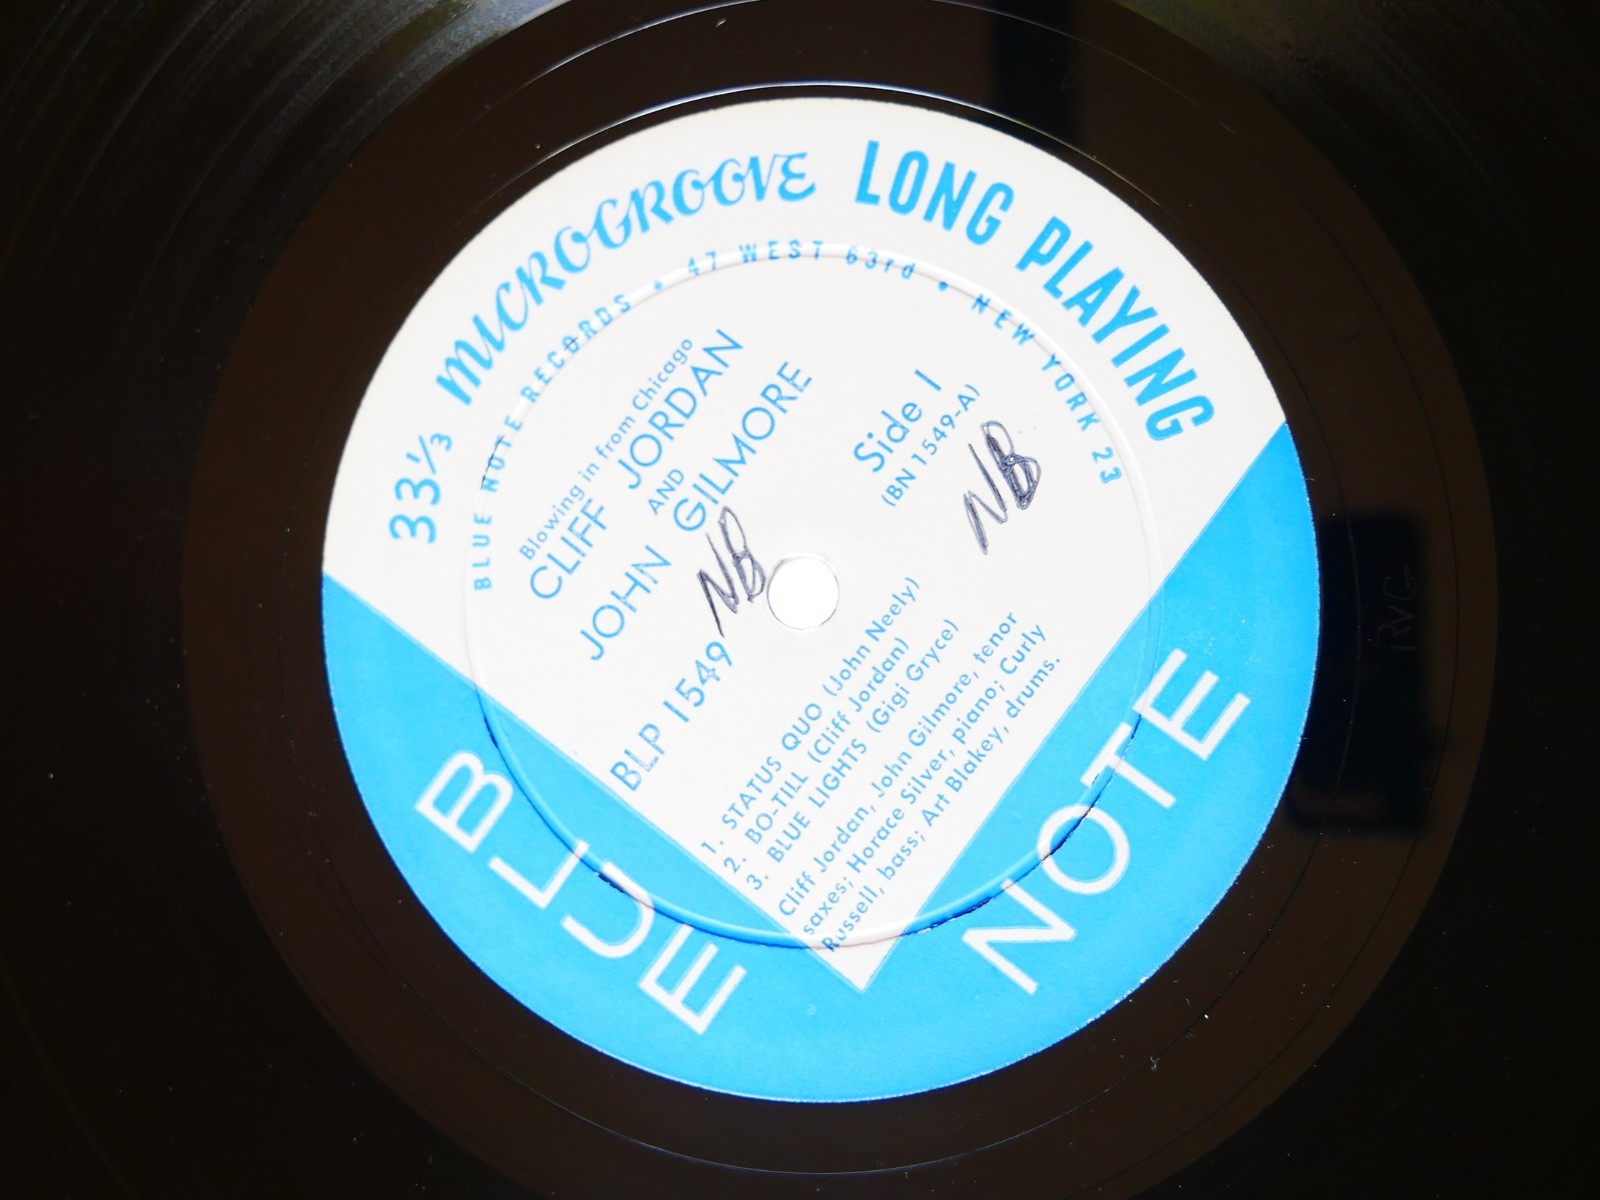 33⅓ MICROGROOVE LONG PLAYING
BLUE NOTE RECORDS • 47 WEST 63rd • NEW YORK 23
Blowing in from Chicago
CLIFF JORDAN
AND
JOHN GILMORE
Side 1
(BN 1549-A)
NB
BLP 1549
NB
1. STATUS QUO (John Neely)
2. BO-TILL (Cliff Jordan)
3. BLUE LIGHTS (Gigi Gryce)
Cliff Jordan, John Gilmore, tenor
saxes; Horace Silver, piano; Curly
Russell, bass; Art Blakey, drums.
BLUE NOTE
RVG